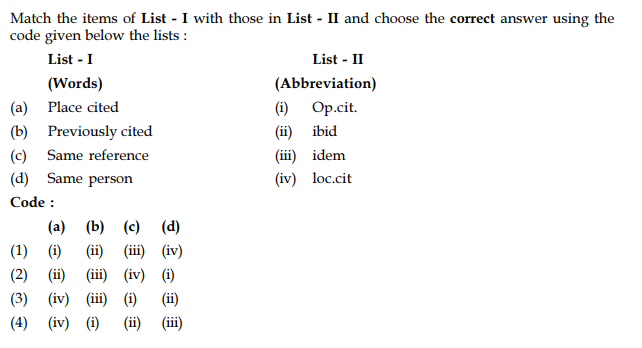 Match the items of List - I with those in List - II and choose the correct answer using the
code given below the lists :
List - I List - II
(Words) (Abbreviation)
(a) Place cited (i) Op.cit.
(b) Previously cited (ii) ibid
(c) Same reference (iii) idem
(d) Same person (iv) loc.cit
Code :
(a) (b) (c) (d)
(1) (i) (ii) (iii) (iv)
(2) (ii) (iii) (iv) (i)
(3) (iv) (iii) (i) (ii)
(4) (iv) (i) (ii) (iii)